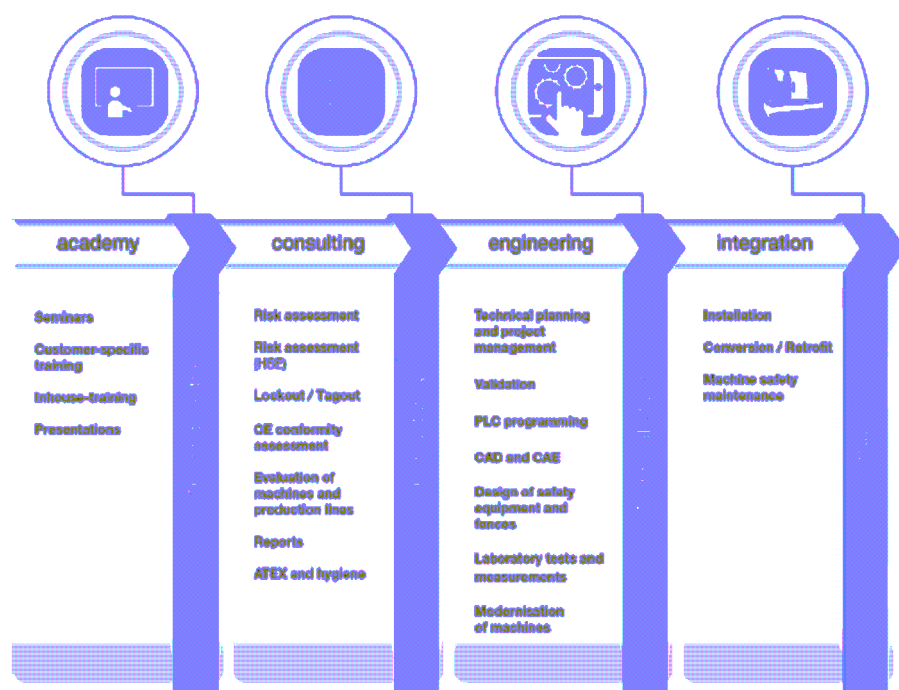 academy
consulting
engineering
integration
Seminars
Customer-specific
training
Inhouse-training
Presentations
Risk assessment
Risk assessment
(HSE)
Lockout / Tagout
CE conformity
assessment
Evaluation of
machines and
production lines
Reports
ATEX and hygiene
Technical planning
and project
management
Validation
PLC programming
CAD and CAE
Design of safety
equipment and
fences
Laboratory tests and
measurements
Modernisation
of machines
Installation
Conversion / Retrofit
Machine safety
maintenance